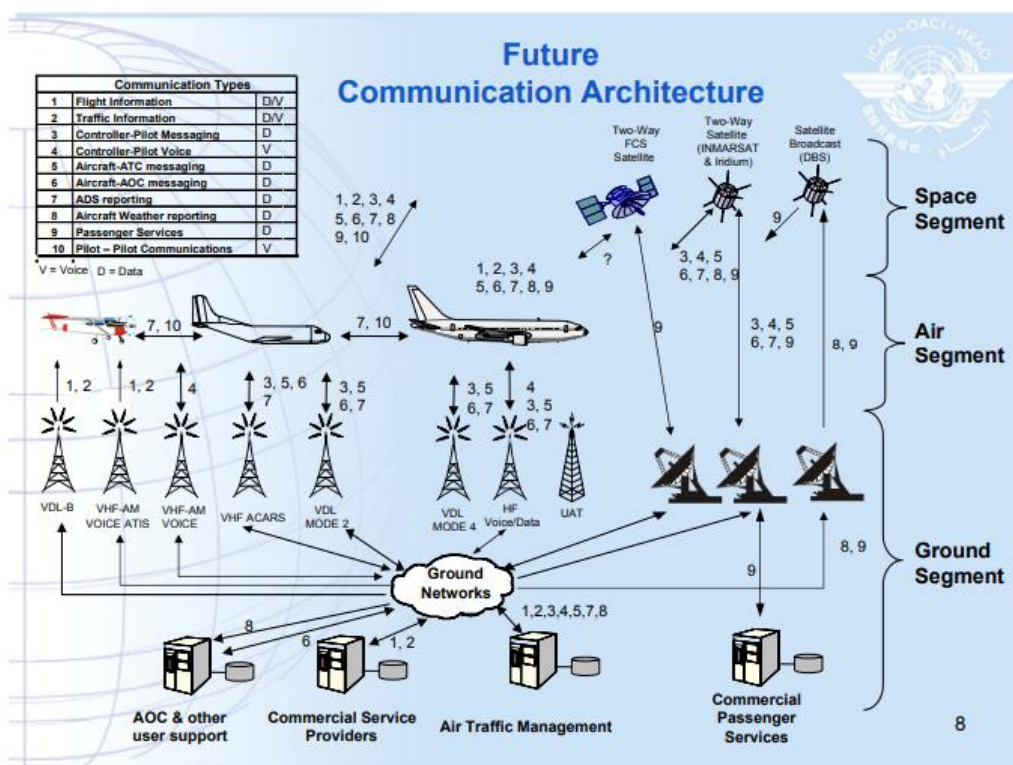 Future
Communication Architecture
ICAO · OACI · ИКАО
Communication Types
1 Flight Information D/V
2 Traffic Information D/V
3 Controller-Pilot Messaging D
4 Controller-Pilot Voice V
5 Aircraft-ATC messaging D
6 Aircraft-AOC messaging D
7 ADS reporting D
8 Aircraft Weather reporting D
9 Passenger Services D
10 Pilot – Pilot Communications V
V = Voice D = Data
Two-Way
FCS
Satellite
Two-Way
Satellite
(INMARSAT
& Iridium)
Satellite
Broadcast
(DBS)
Space
Segment
1, 2, 3, 4
5, 6, 7, 8
9, 10
9
?
3, 4, 5
6, 7, 8, 9
1, 2, 3, 4
5, 6, 7, 8, 9
Air
Segment
7, 10
7, 10
9
3, 4, 5
6, 7, 9
8, 9
1, 2
1, 2
4
3, 5, 6
7
3, 5
6, 7
3, 5
6, 7
4
3, 5
6, 7
VDL-B
VHF-AM
VOICE ATIS
VHF-AM
VOICE
VHF ACARS
VDL
MODE 2
VDL
MODE 4
HF
Voice/Data
UAT
Ground
Segment
Ground
Networks
8, 9
9
8
6
1, 2
1,2,3,4,5,7,8
AOC & other
user support
Commercial Service
Providers
Air Traffic Management
Commercial
Passenger
Services
8